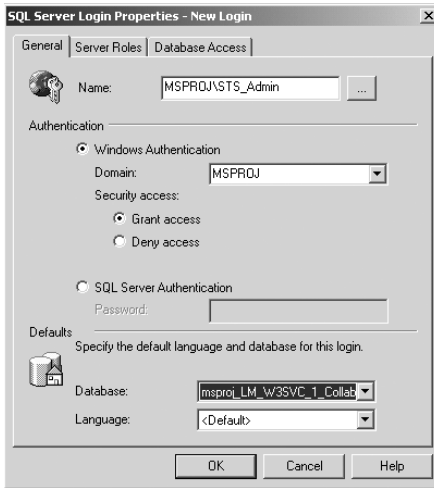 SQL Server Login Properties - New Login
General Server Roles Database Access
Name: MSPROJ\STS_Admin ...
Authentication
Windows Authentication
Domain: MSPROJ
Security access:
Grant access
Deny access
SQL Server Authentication
Password:
Defaults
Specify the default language and database for this login.
Database: msproj_LM_W3SVC_1_Collab
Language: <Default>
OK Cancel Help